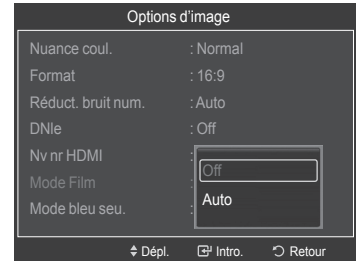 Options d'image
Nuance coul. : Normal
Format : 16:9
Réduct. bruit num. : Auto
DNIe : Off
Nv nr HDMI :
Off
Mode Film
Auto
Mode bleu seu. :
Dépl. Intro. Retour